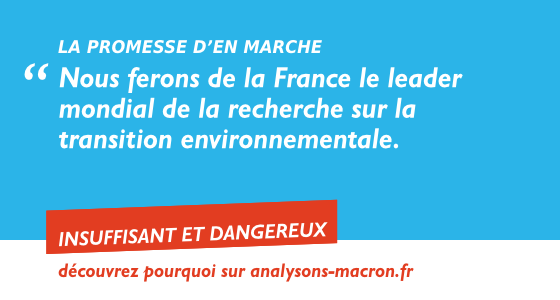 LA PROMESSE D'EN MARCHE
“ Nous ferons de la France le leader
mondial de la recherche sur la
transition environnementale.
INSUFFISANT ET DANGEREUX
découvrez pourquoi sur analysons-macron.fr